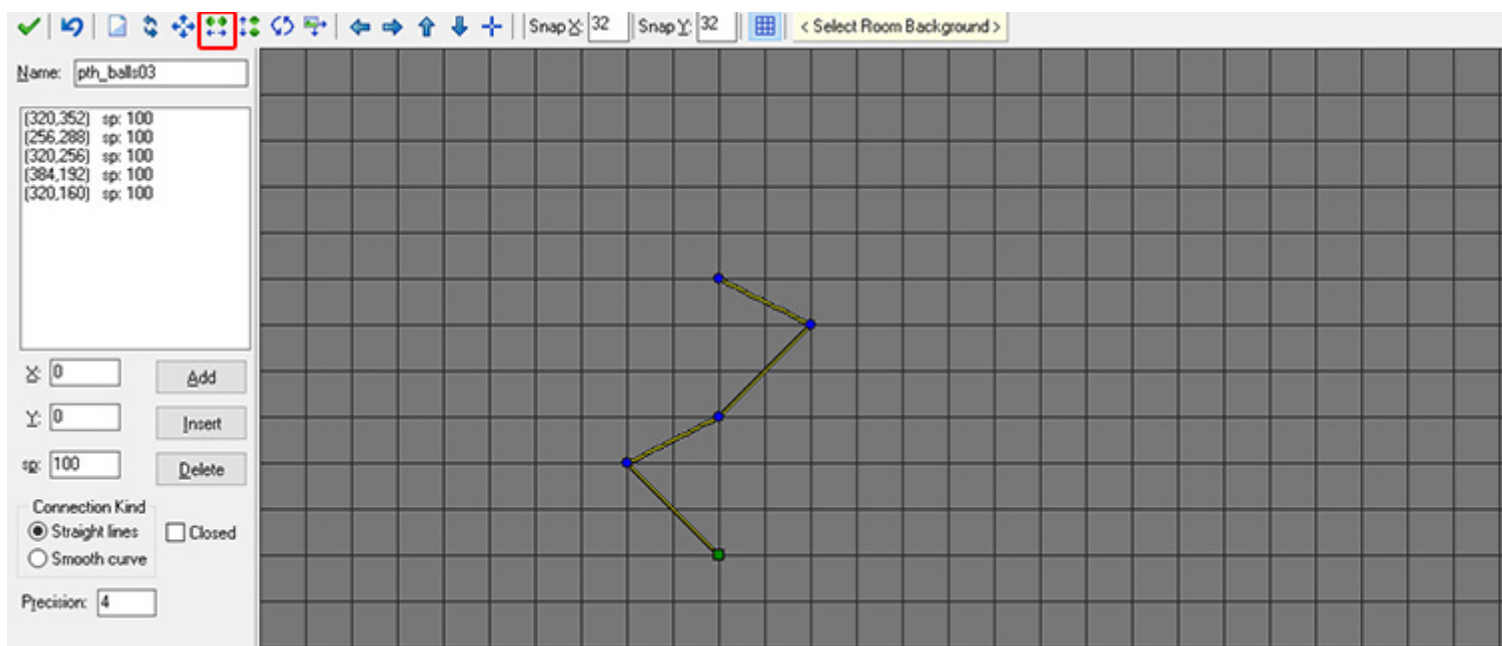 Snap X: 32 Snap Y: 32 < Select Room Background >
Name: pth_balls03
(320,352) sp: 100
(256,288) sp: 100
(320,256) sp: 100
(384,192) sp: 100
(320,160) sp: 100
X: 0 Add
Y: 0 Insert
sp: 100 Delete
Connection Kind
Straight lines Closed
Smooth curve
Precision: 4